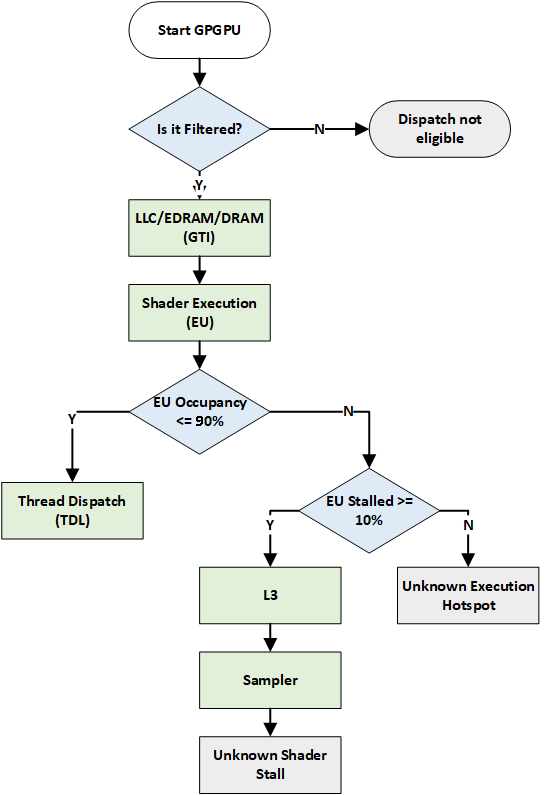 Start GPGPU
Is it Filtered?
N
Dispatch not
eligible
Y
LLC/EDRAM/DRAM
(GTI)
Shader Execution
(EU)
EU Occupancy
<= 90%
Y
N
Thread Dispatch
(TDL)
EU Stalled >=
10%
Y
N
L3
Unknown Execution
Hotspot
Sampler
Unknown Shader
Stall